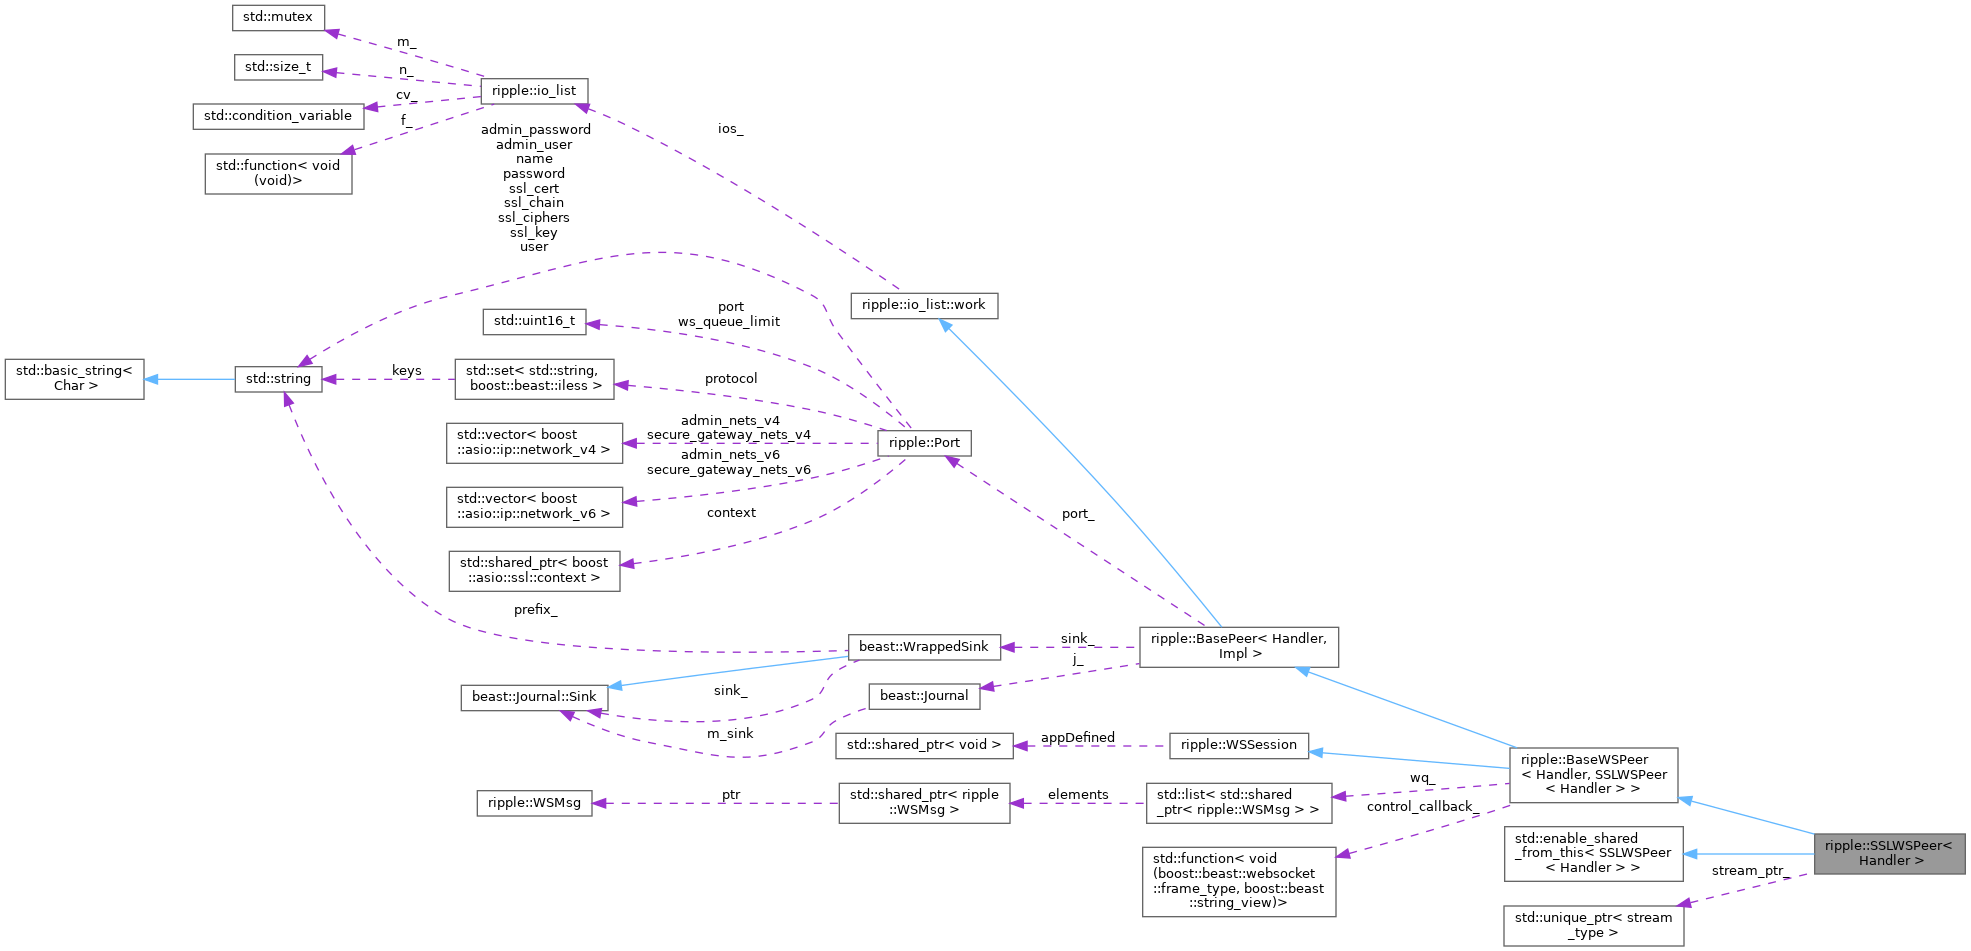 std::mutex
m_
std::size_t
n_
ripple::io_list
cv_
std::condition_variable
f_
ios_
std::function< void
(void)>
admin_password
admin_user
name
password
ssl_cert
ssl_chain
ssl_ciphers
ssl_key
user
ripple::io_list::work
port
ws_queue_limit
std::uint16_t
std::basic_string<
Char >
std::string
keys
std::set< std::string,
boost::beast::iless >
protocol
admin_nets_v4
secure_gateway_nets_v4
std::vector< boost
::asio::ip::network_v4 >
ripple::Port
admin_nets_v6
secure_gateway_nets_v6
std::vector< boost
::asio::ip::network_v6 >
context
port_
std::shared_ptr< boost
::asio::ssl::context >
prefix_
beast::WrappedSink
sink_
ripple::BasePeer< Handler,
Impl >
j_
beast::Journal::Sink
sink_
beast::Journal
m_sink
std::shared_ptr< void >
appDefined
ripple::WSSession
ripple::BaseWSPeer
< Handler, SSLWSPeer
< Handler > >
wq_
ripple::WSMsg
ptr
std::shared_ptr< ripple
::WSMsg >
elements
std::list< std::shared
_ptr< ripple::WSMsg > >
control_callback_
std::function< void
(boost::beast::websocket
::frame_type, boost::beast
::string_view)>
std::enable_shared
_from_this< SSLWSPeer
< Handler > >
ripple::SSLWSPeer<
Handler >
stream_ptr_
std::unique_ptr< stream
_type >